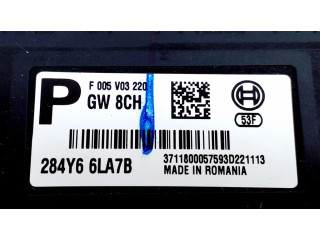 P
F 005 V03 220
GW 8CH
53F
284Y6 6LA7B
3711800057593D221113
MADE IN ROMANIA